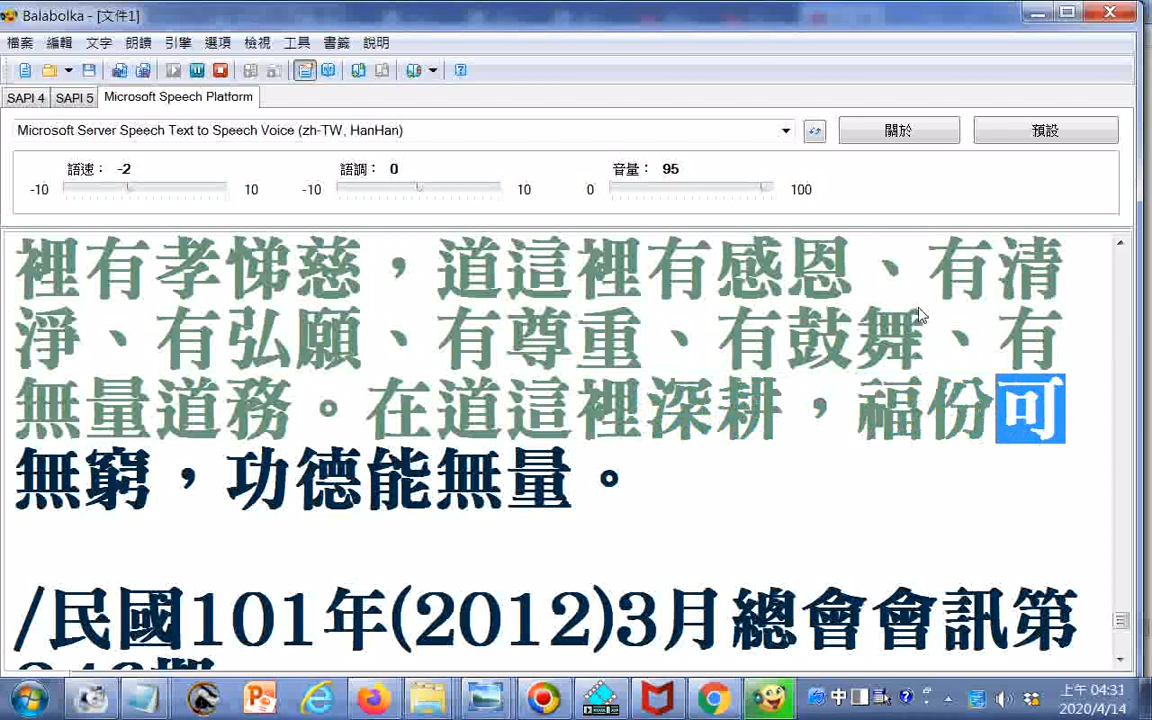 Balabolka - [文件1]
檔案 編輯 文字 朗讀 引擎 選項 檢視 工具 書籤 說明
SAPI 4 SAPI 5 Microsoft Speech Platform
Microsoft Server Speech Text to Speech Voice (zh-TW, HanHan) 關於 預設
語速： -2 語調： 0 音量： 95
-10 10 -10 10 0 100
裡有孝悌慈，道這裡有感恩、有清
淨、有弘願、有尊重、有鼓舞、有
無量道務。在道這裡深耕，福份可
無窮，功德能無量。
/民國101年(2012)3月總會會訊第
中
上午 04:31
2020/4/14